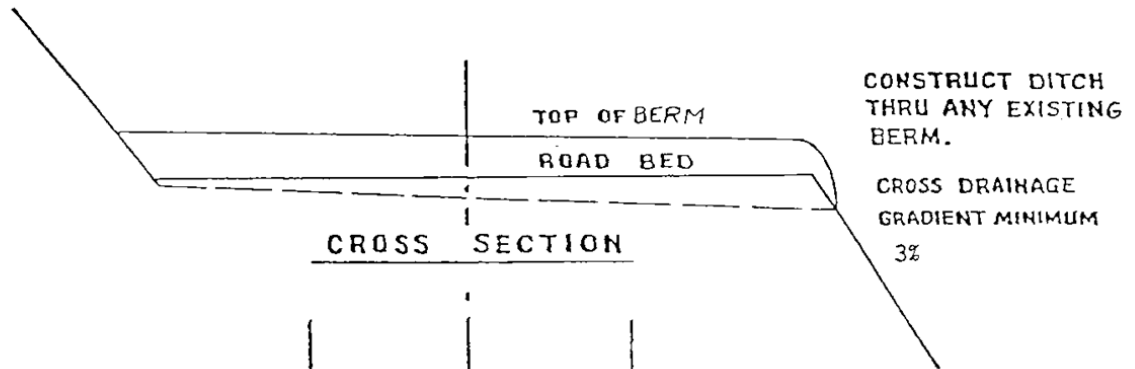 TOP OF BERM
ROAD BED
CROSS SECTION
CONSTRUCT DITCH
THRU ANY EXISTING
BERM.
CROSS DRAINAGE
GRADIENT MINIMUM
3%